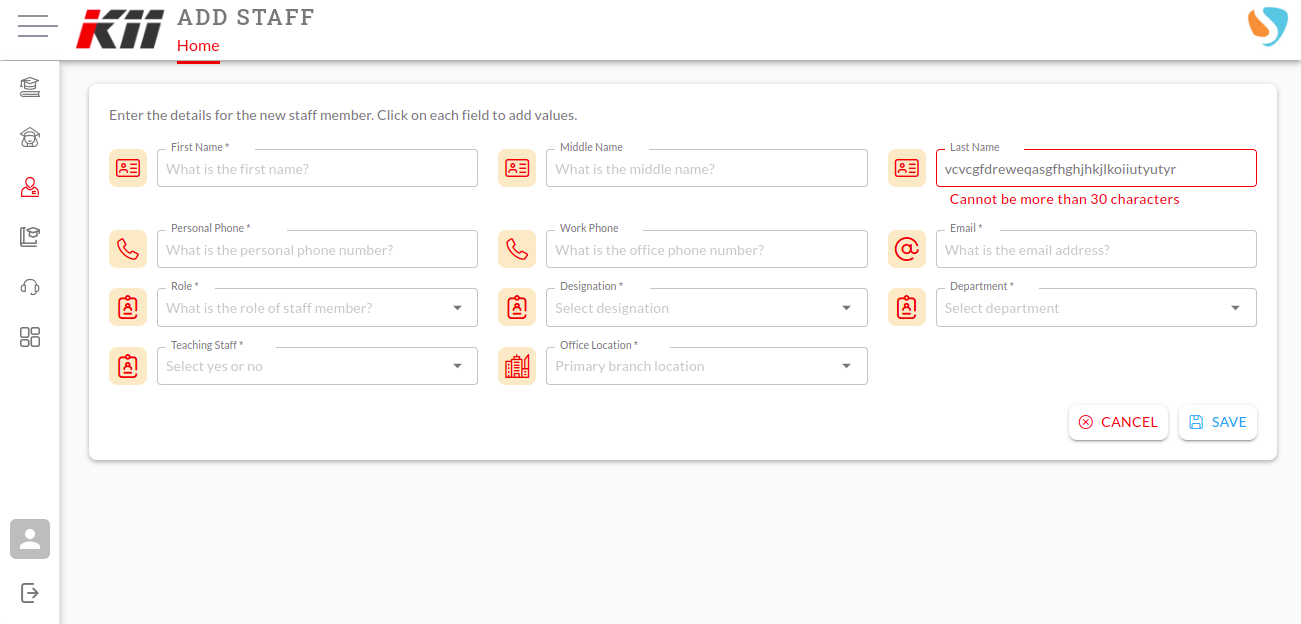 KII
ADD STAFF
Home
Enter the details for the new staff member. Click on each field to add values.
First Name *
What is the first name?
Middle Name
What is the middle name?
Last Name
vcvcgfdreweqasgfhghjhkjlkoiiutyutyr
Cannot be more than 30 characters
Personal Phone *
What is the personal phone number?
Work Phone
What is the office phone number?
Email *
What is the email address?
Role *
What is the role of staff member?
Designation *
Select designation
Department *
Select department
Teaching Staff *
Select yes or no
Office Location *
Primary branch location
CANCEL
SAVE